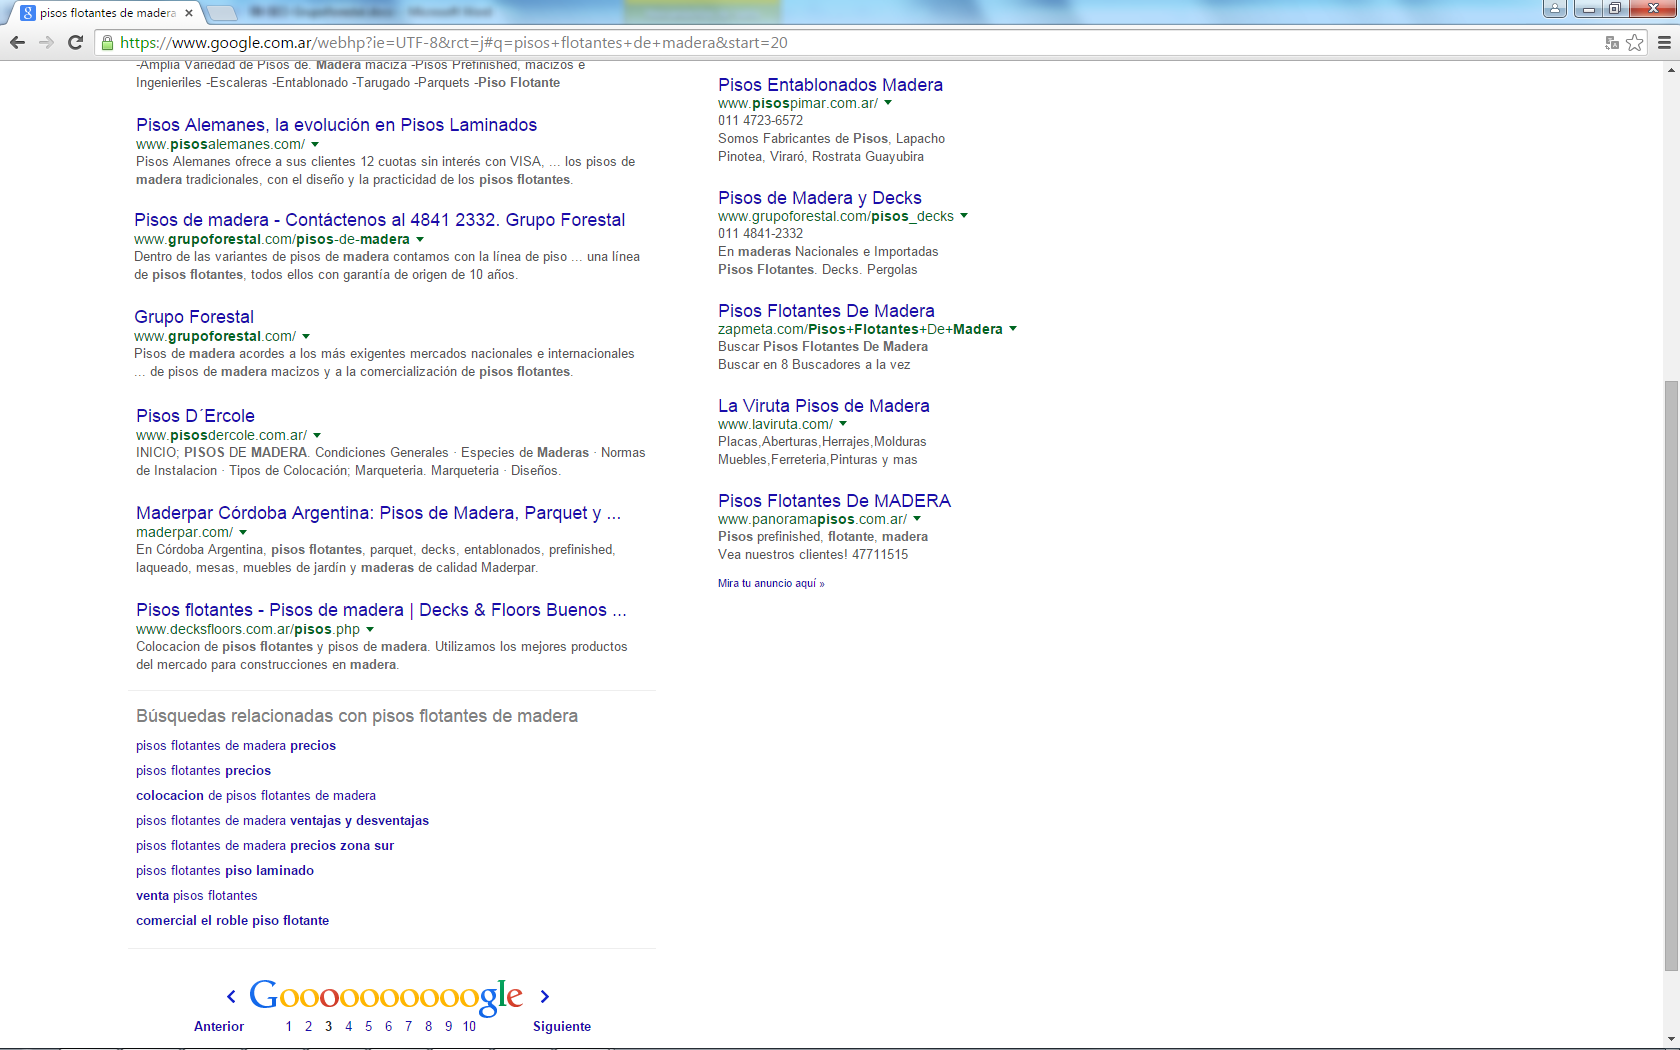 pisos flotantes de madera
https://www.google.com.ar/webhp?ie=UTF-8&rct=j#q=pisos+flotantes+de+madera&start=20
-Amplia Variedad de Pisos de. Madera maciza -Pisos Prefinished, macizos e
Ingenieriles -Escaleras -Entablonado -Tarugado -Parquets -Piso Flotante
Pisos Alemanes, la evolución en Pisos Laminados
www.pisosalemanes.com/
Pisos Alemanes ofrece a sus clientes 12 cuotas sin interés con VISA, ... los pisos de
madera tradicionales, con el diseño y la practicidad de los pisos flotantes.
Pisos de madera - Contáctenos al 4841 2332. Grupo Forestal
www.grupoforestal.com/pisos-de-madera
Dentro de las variantes de pisos de madera contamos con la línea de piso ... una línea
de pisos flotantes, todos ellos con garantía de origen de 10 años.
Grupo Forestal
www.grupoforestal.com/
Pisos de madera acordes a los más exigentes mercados nacionales e internacionales
... de pisos de madera macizos y a la comercialización de pisos flotantes.
Pisos D´Ercole
www.pisosdercole.com.ar/
INICIO; PISOS DE MADERA. Condiciones Generales · Especies de Maderas · Normas
de Instalacion · Tipos de Colocación; Marqueteria. Marqueteria · Diseños.
Maderpar Córdoba Argentina: Pisos de Madera, Parquet y ...
maderpar.com/
En Córdoba Argentina, pisos flotantes, parquet, decks, entablonados, prefinished,
laqueado, mesas, muebles de jardín y maderas de calidad Maderpar.
Pisos flotantes - Pisos de madera | Decks & Floors Buenos ...
www.decksfloors.com.ar/pisos.php
Colocacion de pisos flotantes y pisos de madera. Utilizamos los mejores productos
del mercado para construcciones en madera.
Búsquedas relacionadas con pisos flotantes de madera
pisos flotantes de madera precios
pisos flotantes precios
colocacion de pisos flotantes de madera
pisos flotantes de madera ventajas y desventajas
pisos flotantes de madera precios zona sur
pisos flotantes piso laminado
venta pisos flotantes
comercial el roble piso flotante
Goooooooooogle
Anterior 1 2 3 4 5 6 7 8 9 10 Siguiente
Pisos Entablonados Madera
www.pisospimar.com.ar/
011 4723-6572
Somos Fabricantes de Pisos, Lapacho
Pinotea, Viraró, Rostrata Guayubira
Pisos de Madera y Decks
www.grupoforestal.com/pisos_decks
011 4841-2332
En maderas Nacionales e Importadas
Pisos Flotantes. Decks. Pergolas
Pisos Flotantes De Madera
zapmeta.com/Pisos+Flotantes+De+Madera
Buscar Pisos Flotantes De Madera
Buscar en 8 Buscadores a la vez
La Viruta Pisos de Madera
www.laviruta.com/
Placas,Aberturas,Herrajes,Molduras
Muebles,Ferreteria,Pinturas y mas
Pisos Flotantes De MADERA
www.panoramapisos.com.ar/
Pisos prefinished, flotante, madera
Vea nuestros clientes! 47711515
Mira tu anuncio aquí »